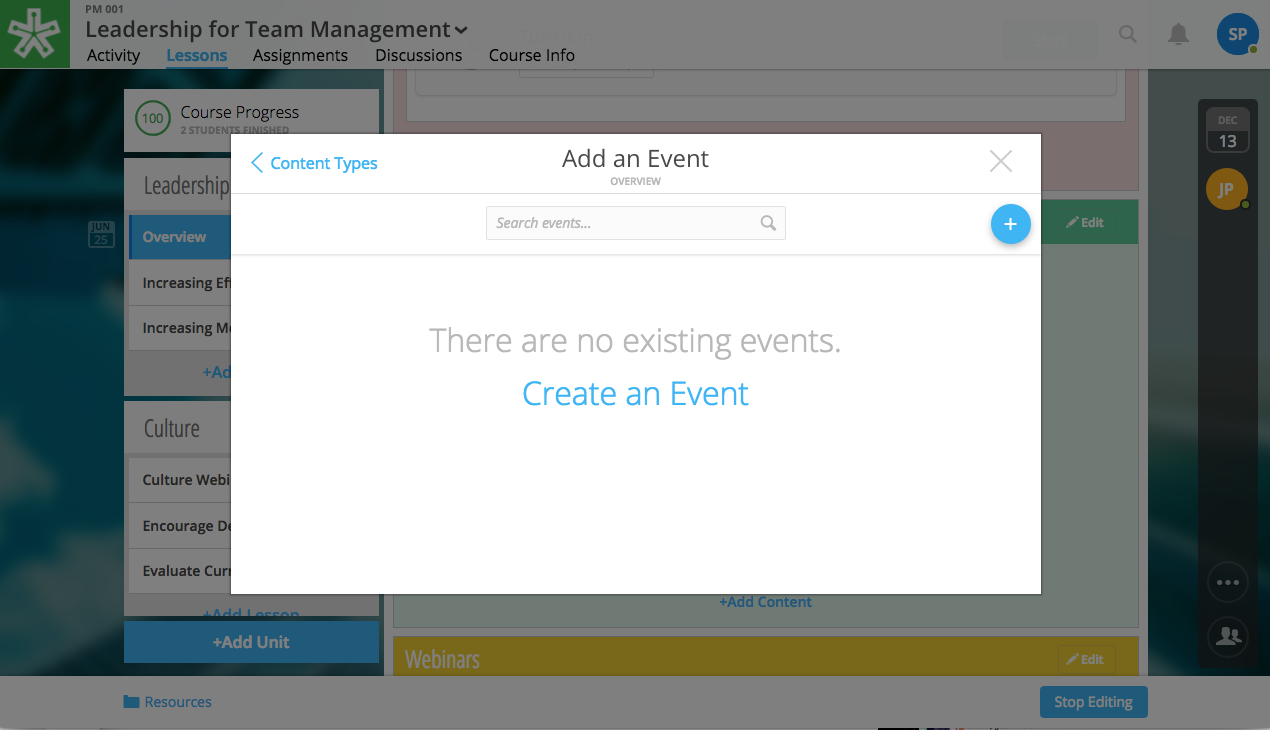 PM 001
Leadership for Team Management
Activity
Lessons
Assignments
Discussions
Course Info
SP
100
Course Progress
2 STUDENTS FINISHED
DEC
13
JP
Content Types
Add an Event
OVERVIEW
Search events...
+
Edit
There are no existing events.
Create an Event
Leadership
JUN
25
Overview
Increasing Ef
Increasing M
+Ad
Culture
Culture Webi
Encourage De
Evaluate Curr
+Add Lesson
+Add Unit
+Add Content
Webinars
Edit
Resources
Stop Editing